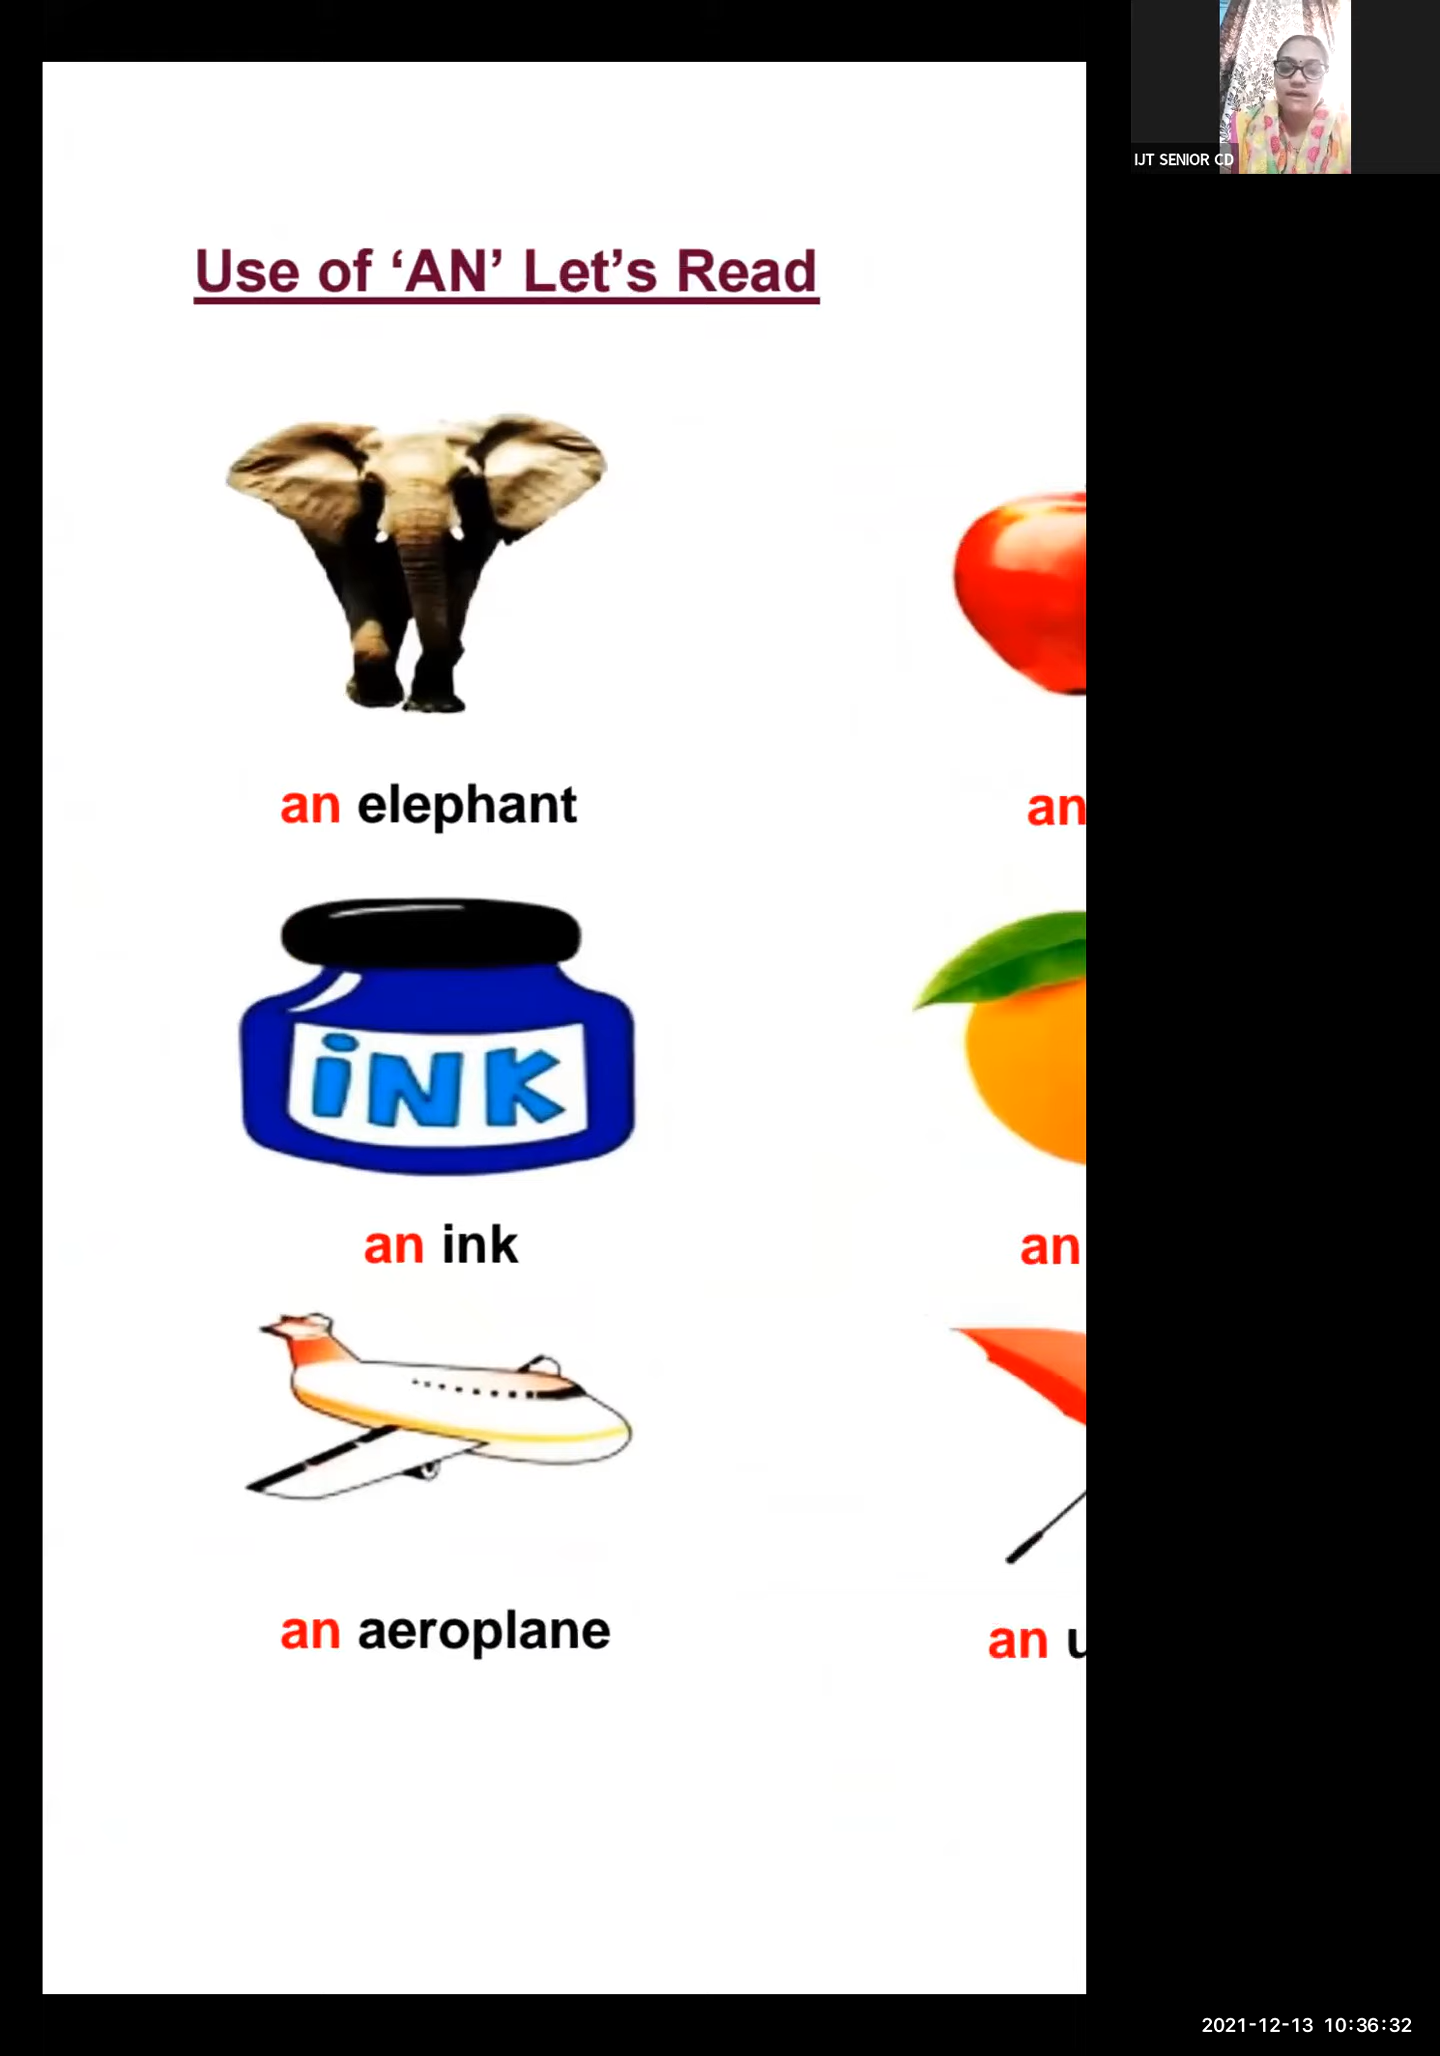 IJT SENIOR CD
Use of ‘AN’ Let’s Read
an elephant
an
iNK
an ink
an
an aeroplane
an u
2021-12-13 10:36:32